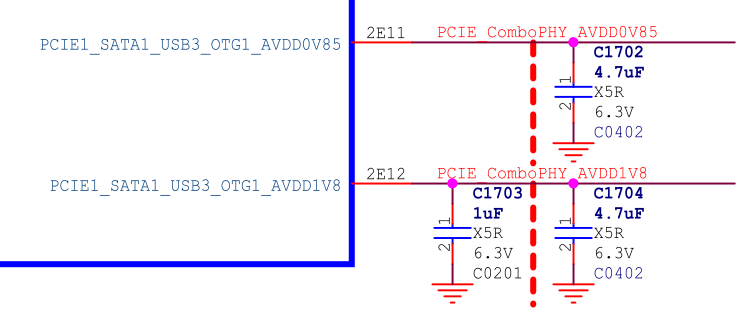 PCIE1_SATA1_USB3_OTG1_AVDD0V85 2E11 PCIE_ComboPHY_AVDD0V85
C1702
4.7uF
X5R
6.3V
C0402
1
2
PCIE1_SATA1_USB3_OTG1_AVDD1V8 2E12 PCIE_ComboPHY_AVDD1V8
C1703
1uF
X5R
6.3V
C0201
1
2
C1704
4.7uF
X5R
6.3V
C0402
1
2